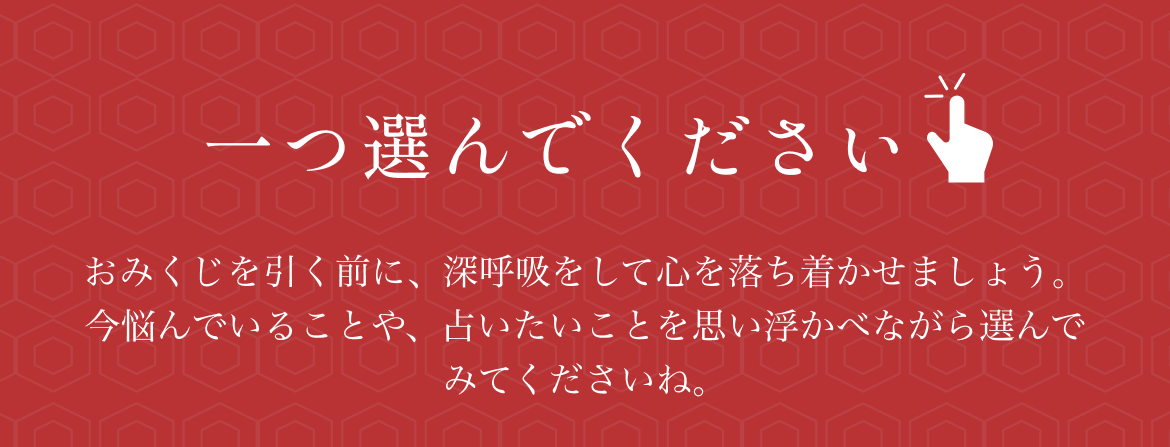 一つ選んでください
おみくじを引く前に、深呼吸をして心を落ち着かせましょう。
今悩んでいることや、占いたいことを思い浮かべながら選んで
みてくださいね。